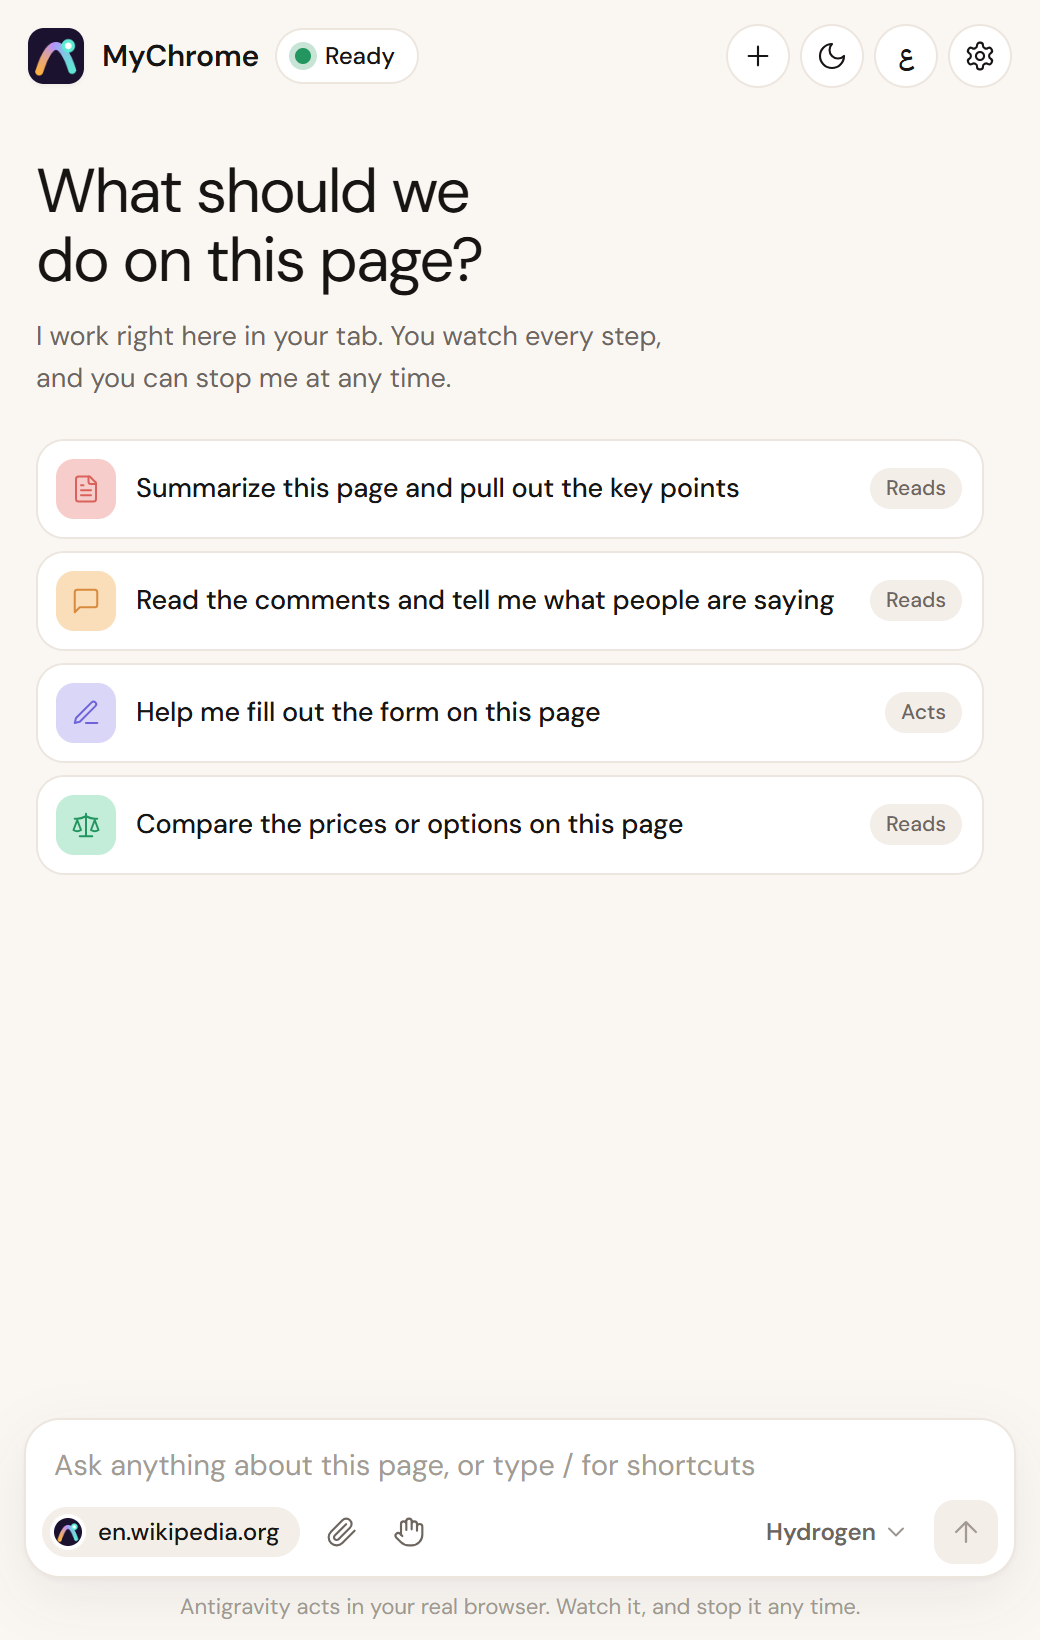 MyChrome
Ready
ع
What should we
do on this page?
I work right here in your tab. You watch every step,
and you can stop me at any time.
Summarize this page and pull out the key points
Reads
Read the comments and tell me what people are saying
Reads
Help me fill out the form on this page
Acts
Compare the prices or options on this page
Reads
Ask anything about this page, or type / for shortcuts
en.wikipedia.org
Hydrogen
Antigravity acts in your real browser. Watch it, and stop it any time.